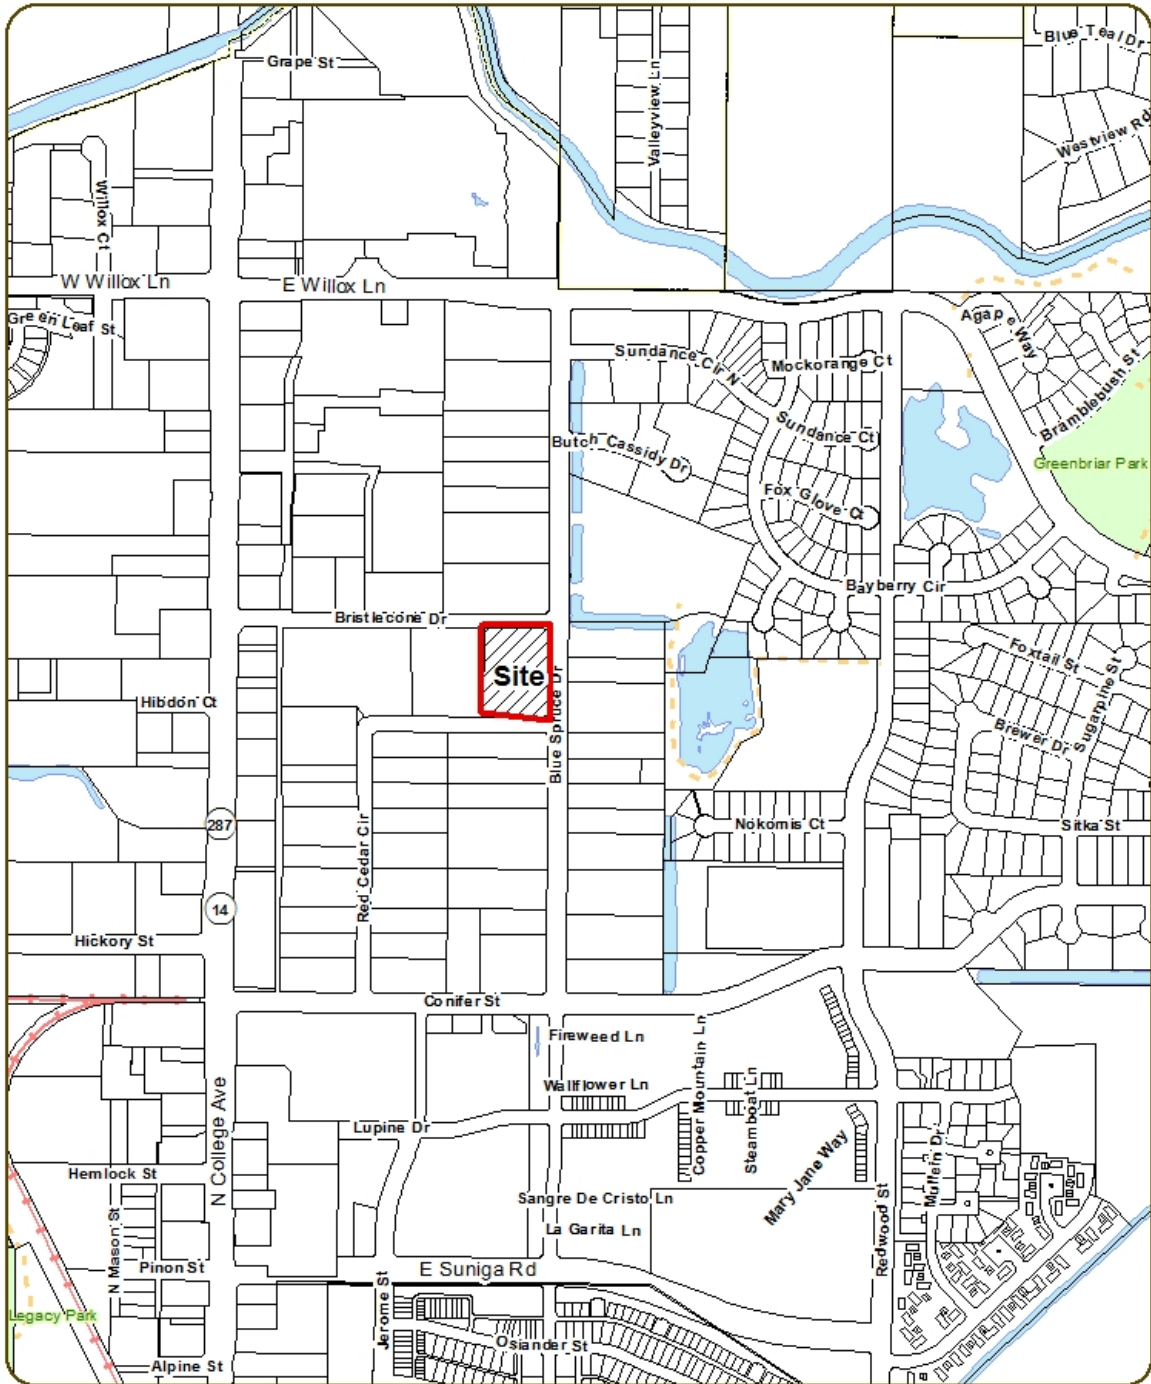 Blue Teal Dr
Grape St
Valleyview Ln
Westview Rd
Willox Ct
W Willox Ln
E Willox Ln
Green Leaf St
Agape Way
Sundance Cir N
Mockorange Ct
Bramblebush St
Sundance Ct
Butch Cassidy Dr
Greenbriar Park
Fox Glove Ct
Bayberry Cir
Bristlecone Dr
Foxtail St
Site
Sugarpine St
Hibdon Ct
Blue Spruce Dr
Brewer Dr
287
Nokomis Ct
Sitka St
Red Cedar Cir
14
Hickory St
Conifer St
Fireweed Ln
Copper Mountain Ln
Wallflower Ln
Steamboat Ln
N College Ave
Lupine Dr
Mullein Dr
Mary Jane Way
Hemlock St
Sangre De Cristo Ln
Redwood St
La Garita Ln
N Mason St
Pinon St
E Suniga Rd
Jerome St
Legacy Park
Osiander St
Alpine St